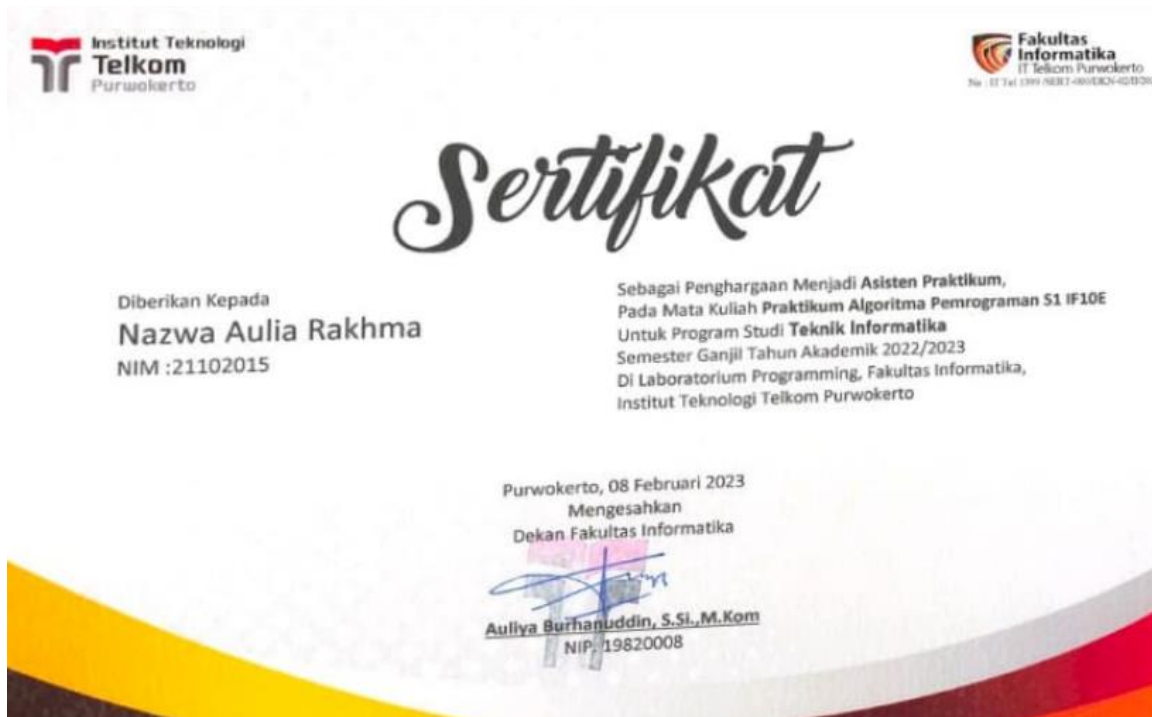 Institut Teknologi
Telkom
Purwokerto
Fakultas
Informatika
IT Telkom Purwokerto
Sertifikat
Diberikan Kepada
Nazwa Aulia Rakhma
NIM :21102015
Sebagai Penghargaan Menjadi Asisten Praktikum,
Pada Mata Kuliah Praktikum Algoritma Pemrograman S1 IF10E
Untuk Program Studi Teknik Informatika
Semester Ganjil Tahun Akademik 2022/2023
Di Laboratorium Programming, Fakultas Informatika,
Institut Teknologi Telkom Purwokerto
Purwokerto, 08 Februari 2023
Mengesahkan
Dekan Fakultas Informatika
Auliya Burhanuddin, S.Si.,M.Kom
NIP. 19820008